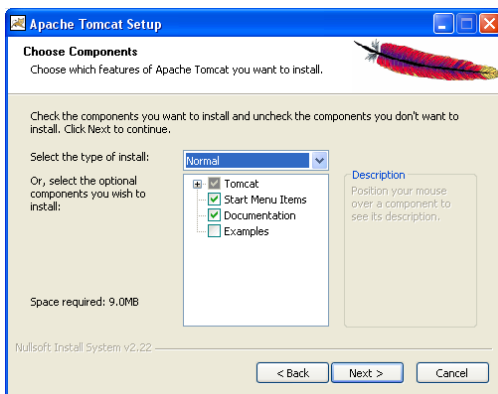 Apache Tomcat Setup
Choose Components
Choose which features of Apache Tomcat you want to install.
Check the components you want to install and uncheck the components you don't want to
install. Click Next to continue.
Select the type of install:
Normal
Or, select the optional
components you wish to
install:
Tomcat
Start Menu Items
Documentation
Examples
Description
Position your mouse
over a component to
see its description.
Space required: 9.0MB
Nullsoft Install System v2.22
< Back
Next >
Cancel